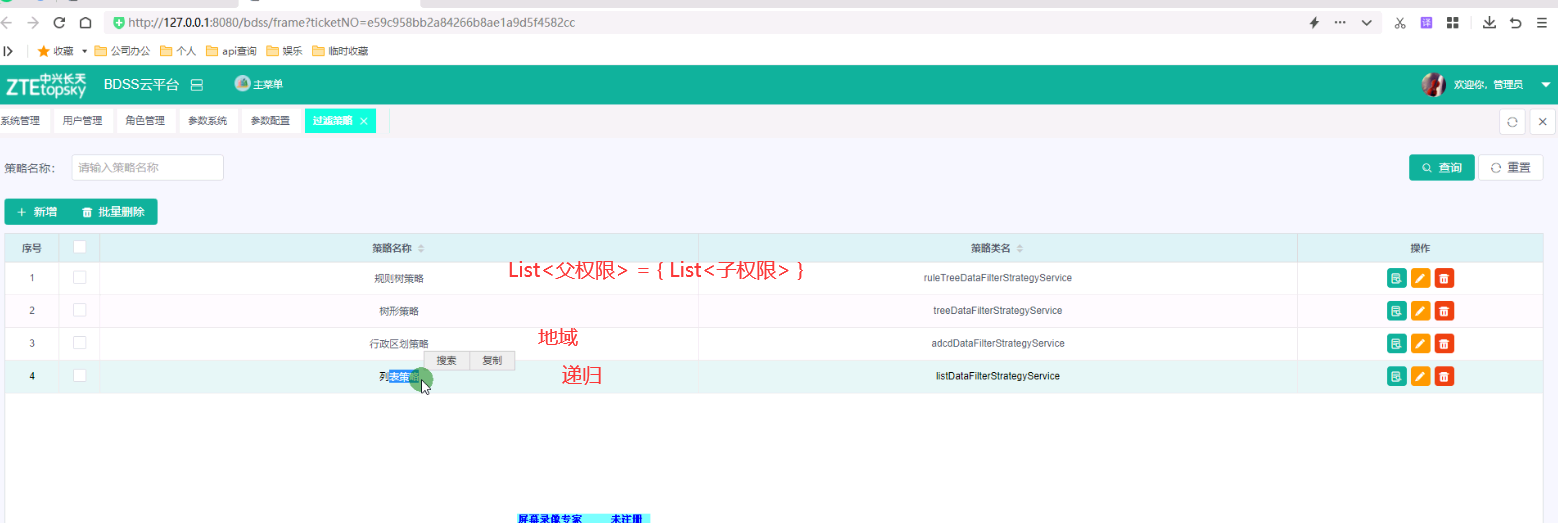 http://127.0.0.1:8080/bdss/frame?ticketNO=e59c958bb2a84266b8ae1a9d5f4582cc
译
收藏 公司办公 个人 api查询 娱乐 临时收藏
ZTE中兴长天topsky BDSS云平台 主菜单 欢迎你，管理员
系统管理 用户管理 角色管理 参数系统 参数配置 过滤策略
策略名称： 请输入策略名称 查询 重置
新增 批量删除
序号 策略名称 策略类名 操作
List<父权限> = { List<子权限> }
1 规则树策略 ruleTreeDataFilterStrategyService
2 树形策略 treeDataFilterStrategyService
地域
3 行政区划策略 adcdDataFilterStrategyService
搜索 复制
递归
4 列表策略 listDataFilterStrategyService
屏幕录像专家 未注册